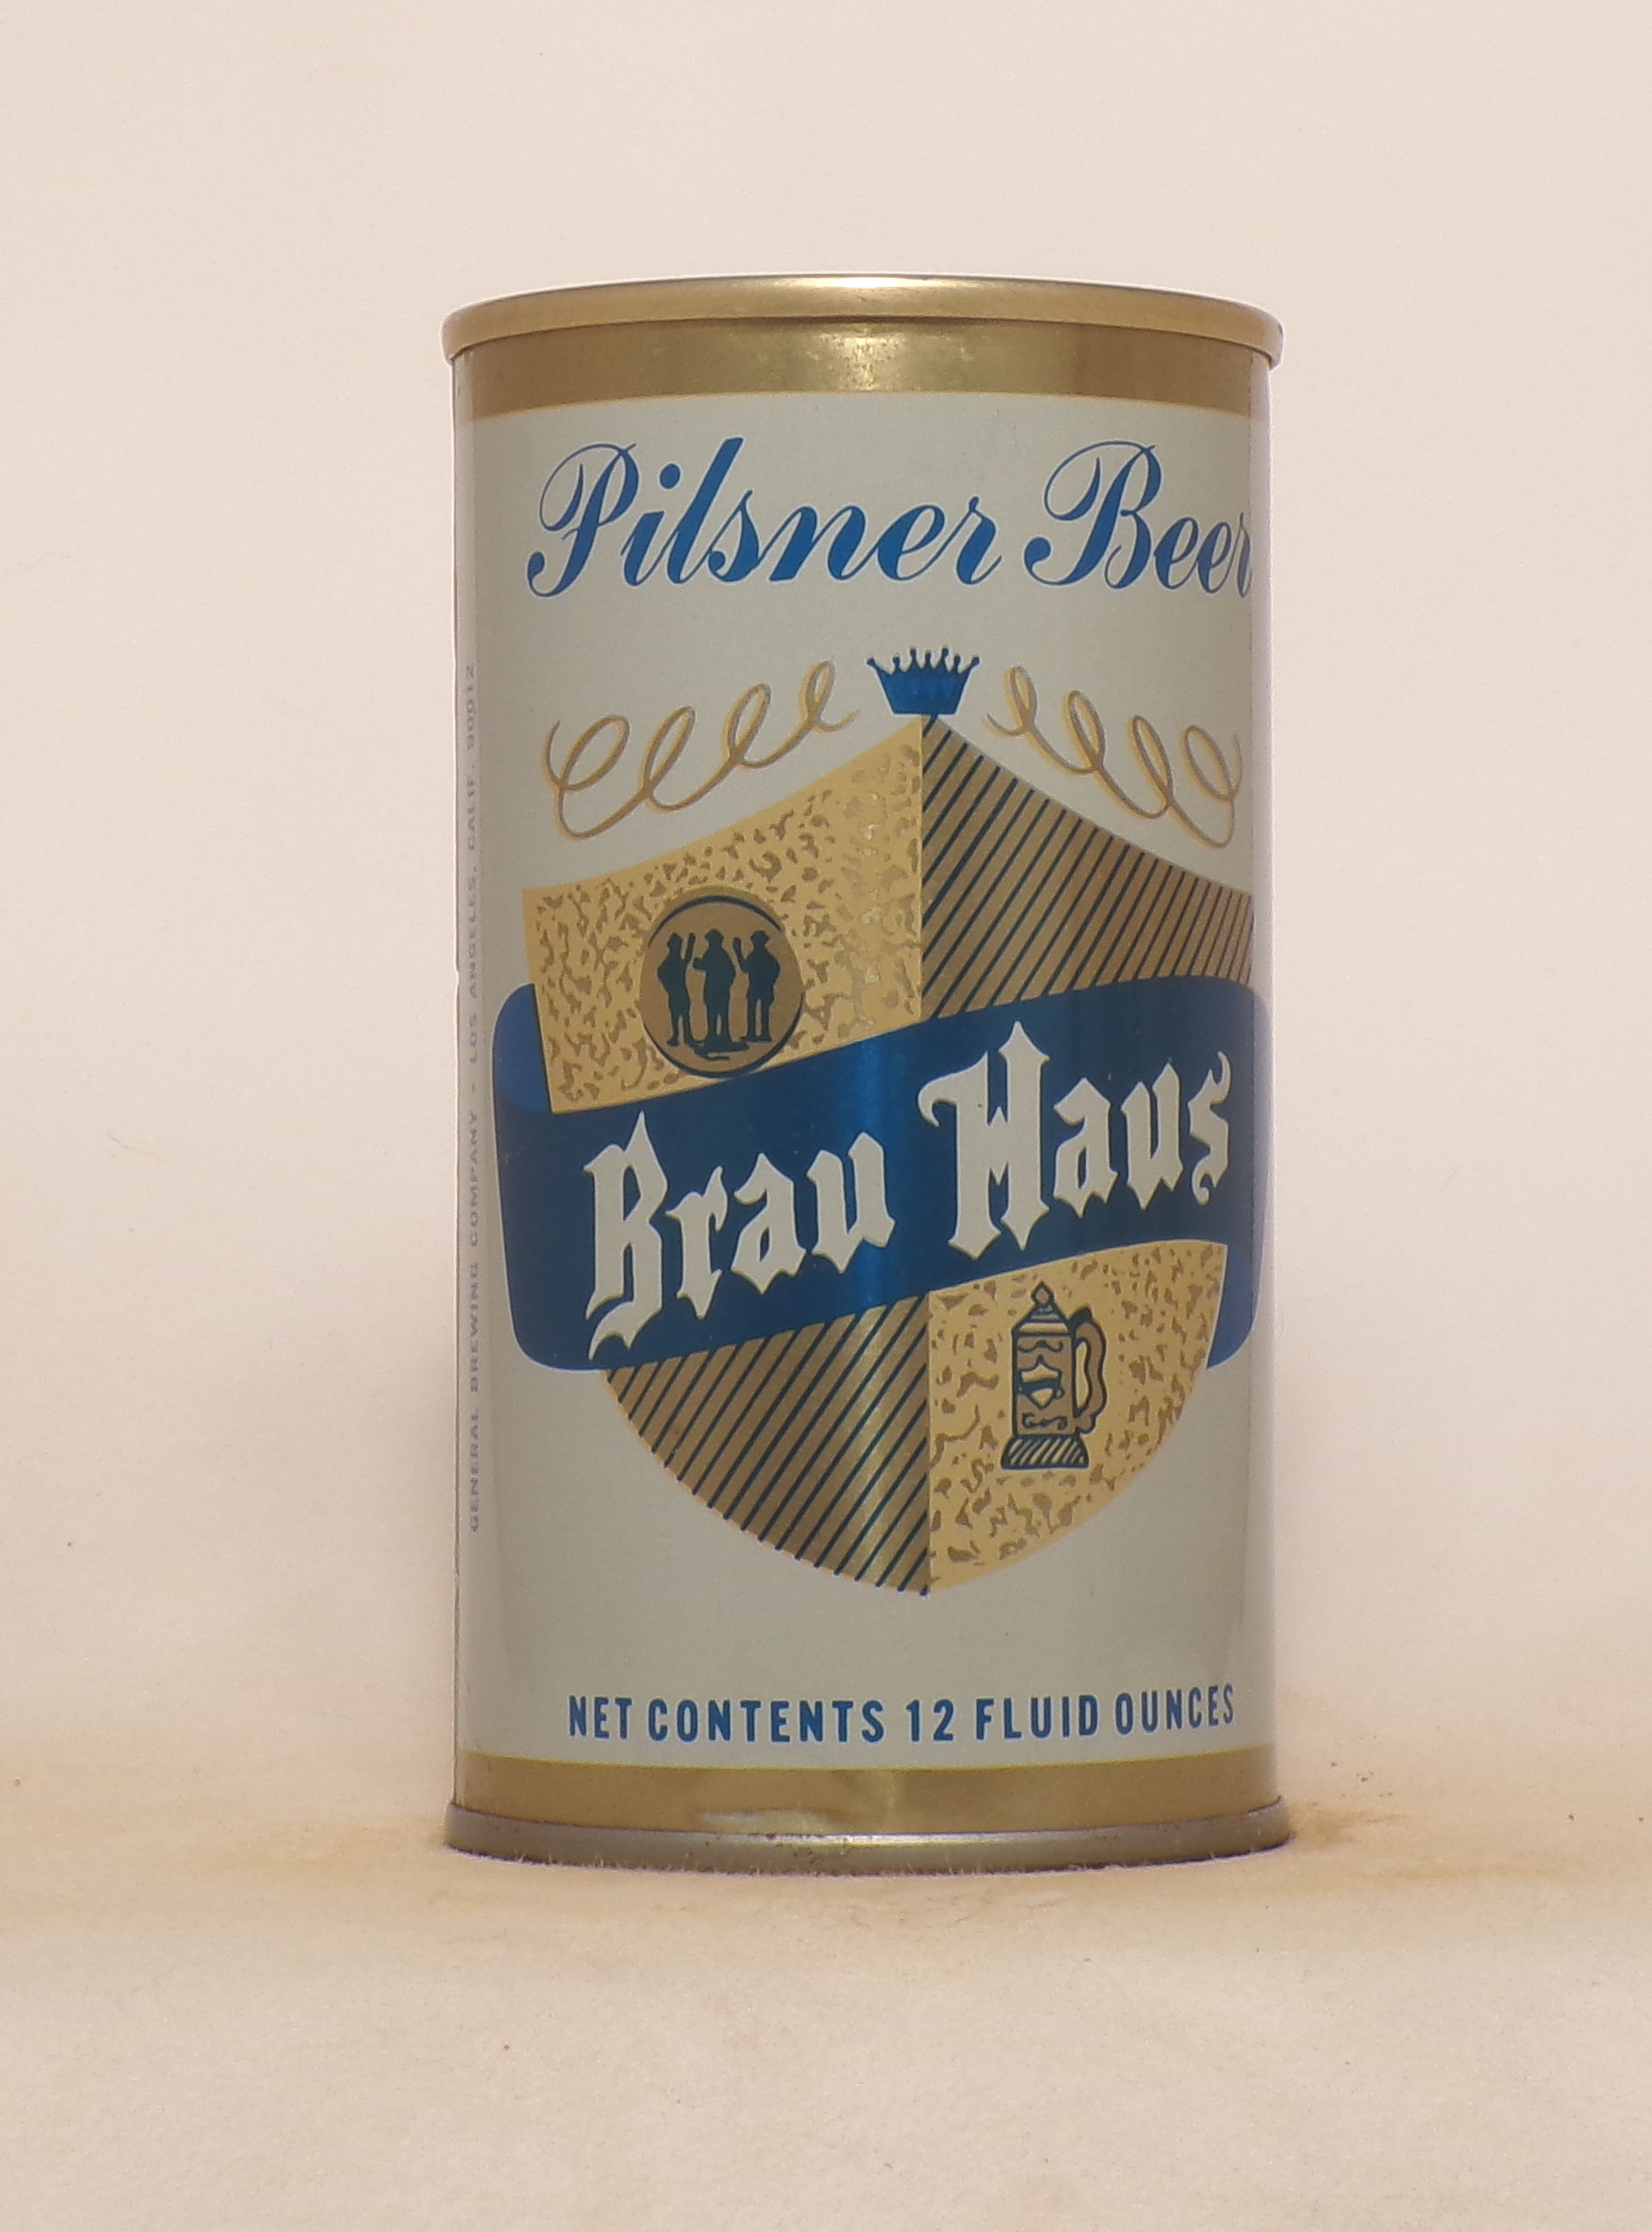 Pilsner Beer
Brau Haus
NET CONTENTS 12 FLUID OUNCES
GENERAL BREWING COMPANY - LOS ANGELES, CALIF. 90012